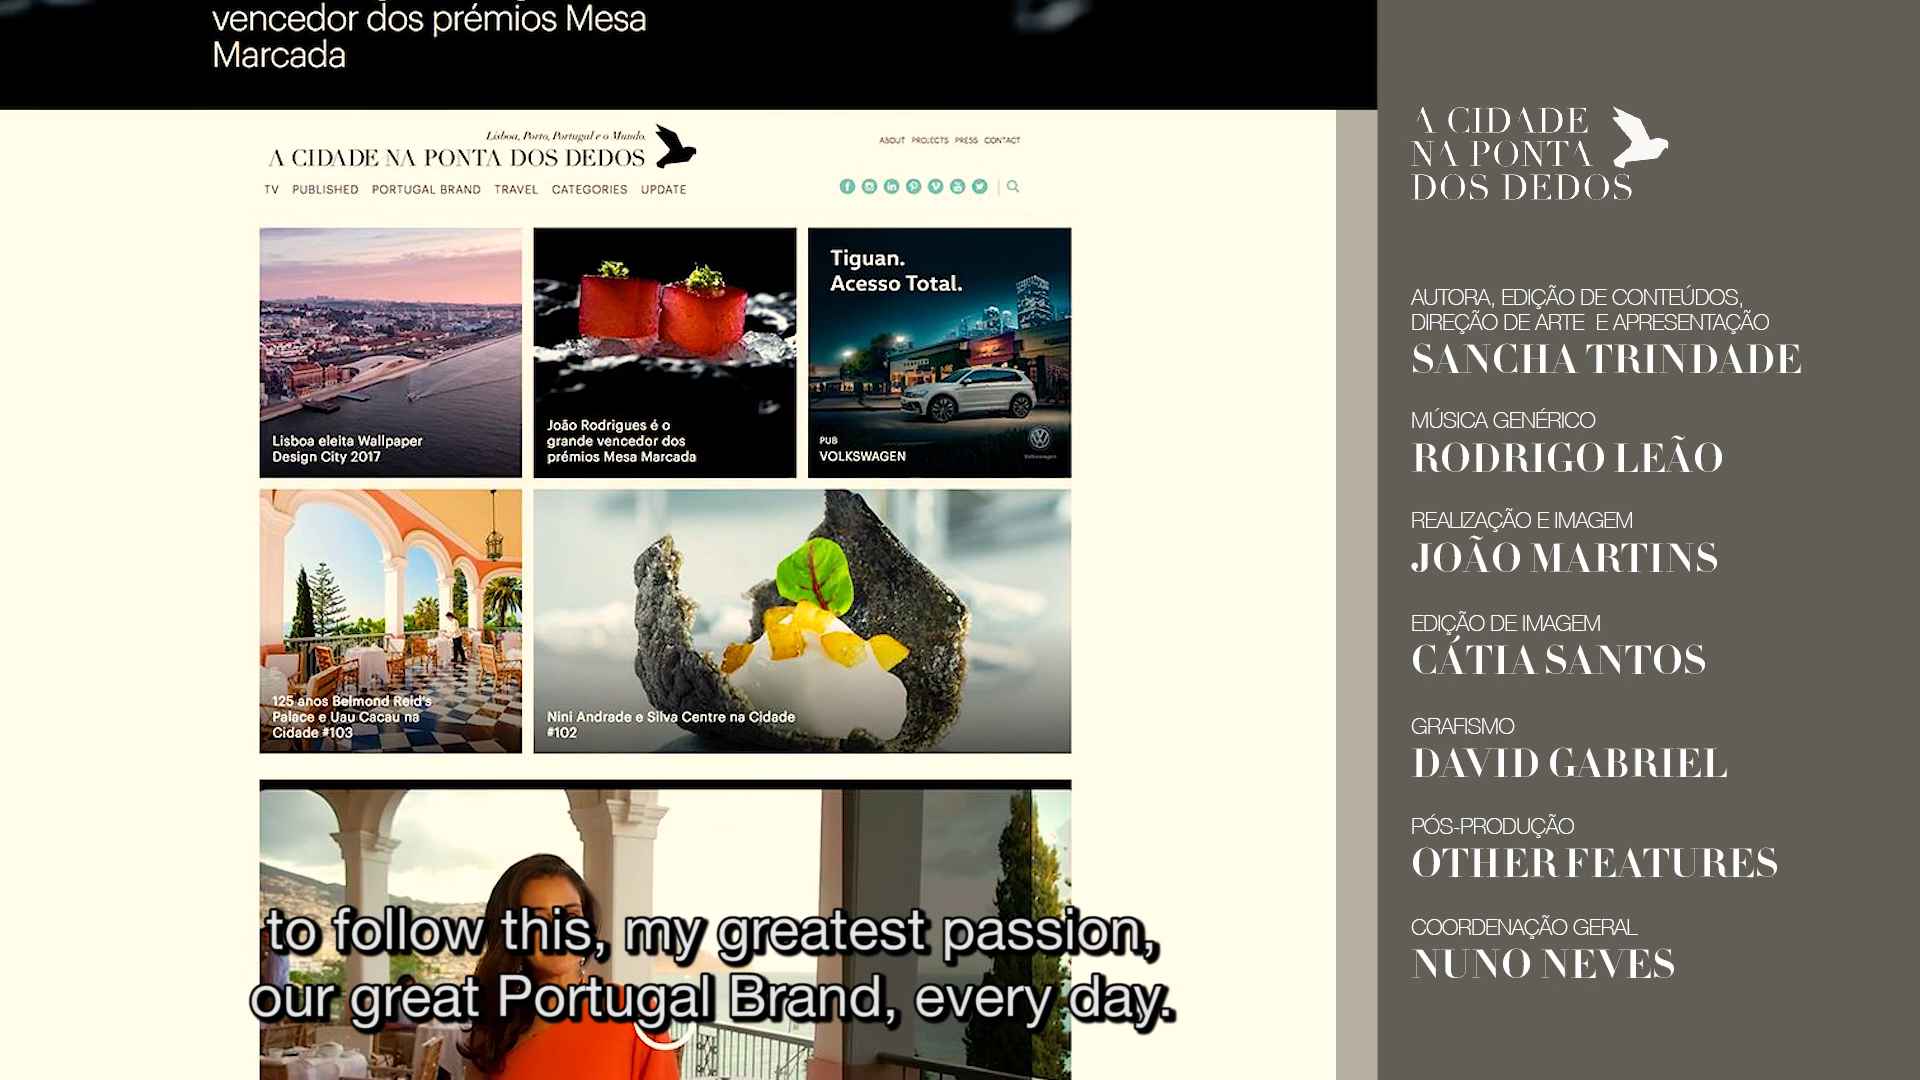 vencedor dos prémios Mesa
Marcada
Lisboa, Porto, Portugal e o Mundo.
A CIDADE NA PONTA DOS DEDOS
ABOUT PROJECTS PRESS CONTACT
TV PUBLISHED PORTUGAL BRAND TRAVEL CATEGORIES UPDATE
Lisboa eleita Wallpaper
Design City 2017
João Rodrigues é o
grande vencedor dos
prémios Mesa Marcada
Tiguan.
Acesso Total.
PUB
VOLKSWAGEN
Volkswagen
125 anos Belmond Reid's
Palace e Uau Cacau na
Cidade #103
Nini Andrade e Silva Centre na Cidade
#102
to follow this, my greatest passion,
our great Portugal Brand, every day.
A CIDADE
NA PONTA
DOS DEDOS
AUTORA, EDIÇÃO DE CONTEÚDOS,
DIREÇÃO DE ARTE E APRESENTAÇÃO
SANCHA TRINDADE
MÚSICA GENÉRICO
RODRIGO LEÃO
REALIZAÇÃO E IMAGEM
JOÃO MARTINS
EDIÇÃO DE IMAGEM
CÁTIA SANTOS
GRAFISMO
DAVID GABRIEL
PÓS-PRODUÇÃO
OTHER FEATURES
COORDENAÇÃO GERAL
NUNO NEVES